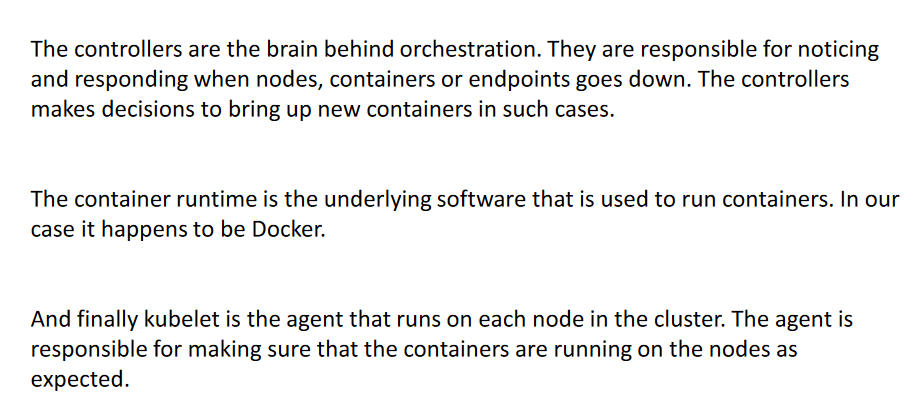 The controllers are the brain behind orchestration. They are responsible for noticing
and responding when nodes, containers or endpoints goes down. The controllers
makes decisions to bring up new containers in such cases.
The container runtime is the underlying software that is used to run containers. In our
case it happens to be Docker.
And finally kubelet is the agent that runs on each node in the cluster. The agent is
responsible for making sure that the containers are running on the nodes as
expected.